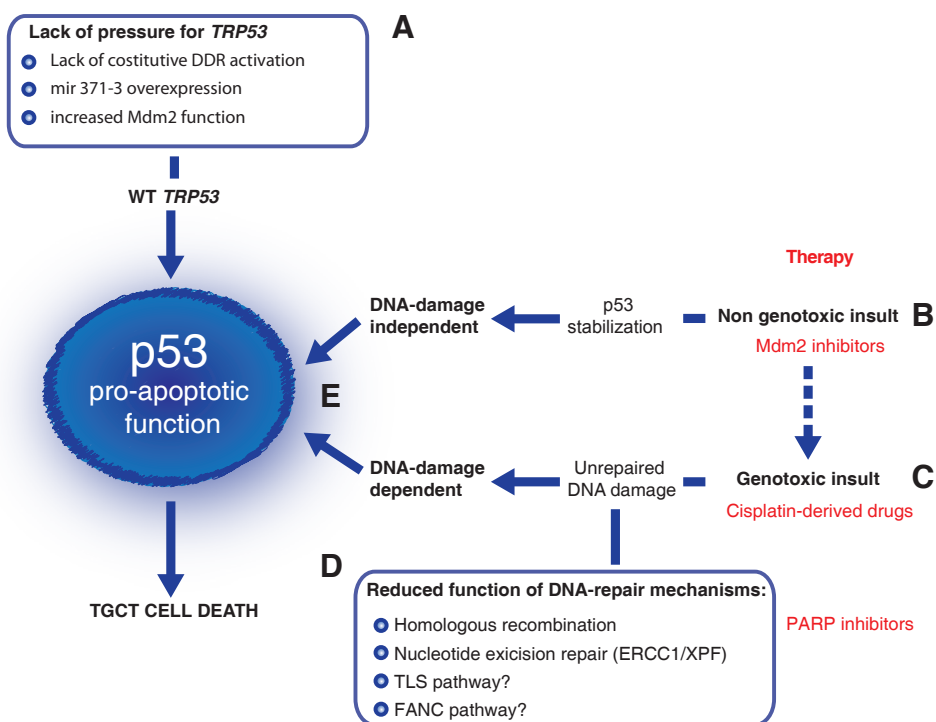 Lack of pressure for TRP53
Lack of costitutive DDR activation
mir 371-3 overexpression
increased Mdm2 function
A
WT TRP53
Therapy
p53
pro-apoptotic
function
DNA-damage
independent
p53
stabilization
Non genotoxic insult
Mdm2 inhibitors
B
E
DNA-damage
dependent
Unrepaired
DNA damage
Genotoxic insult
Cisplatin-derived drugs
C
TGCT CELL DEATH
D
Reduced function of DNA-repair mechanisms:
Homologous recombination
Nucleotide exicision repair (ERCC1/XPF)
TLS pathway?
FANC pathway?
PARP inhibitors